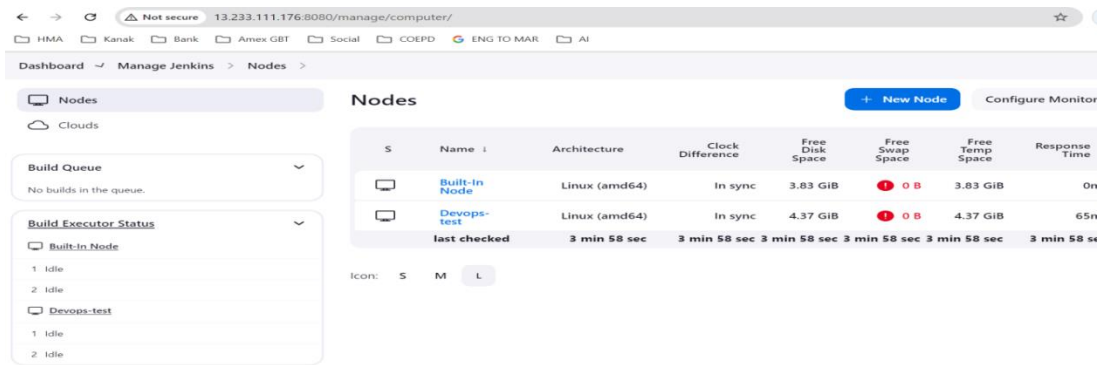 Not secure 13.233.111.176:8080/manage/computer/
HMA Kanak Bank Amex GBT Social COEPD G ENG TO MAR AI
Dashboard Manage Jenkins > Nodes >
Nodes
Clouds
Build Queue
No builds in the queue.
Build Executor Status
Built-In Node
1 Idle
2 Idle
Devops-test
1 Idle
2 Idle
Nodes
+ New Node Configure Monitor
S Name ↓ Architecture Clock Difference Free Disk Space Free Swap Space Free Temp Space Response Time
Built-In Node Linux (amd64) In sync 3.83 GiB 0 B 3.83 GiB 0m
Devops-test Linux (amd64) In sync 4.37 GiB 0 B 4.37 GiB 65m
last checked 3 min 58 sec 3 min 58 sec 3 min 58 sec 3 min 58 sec 3 min 58 sec 3 min 58 se
Icon: S M L